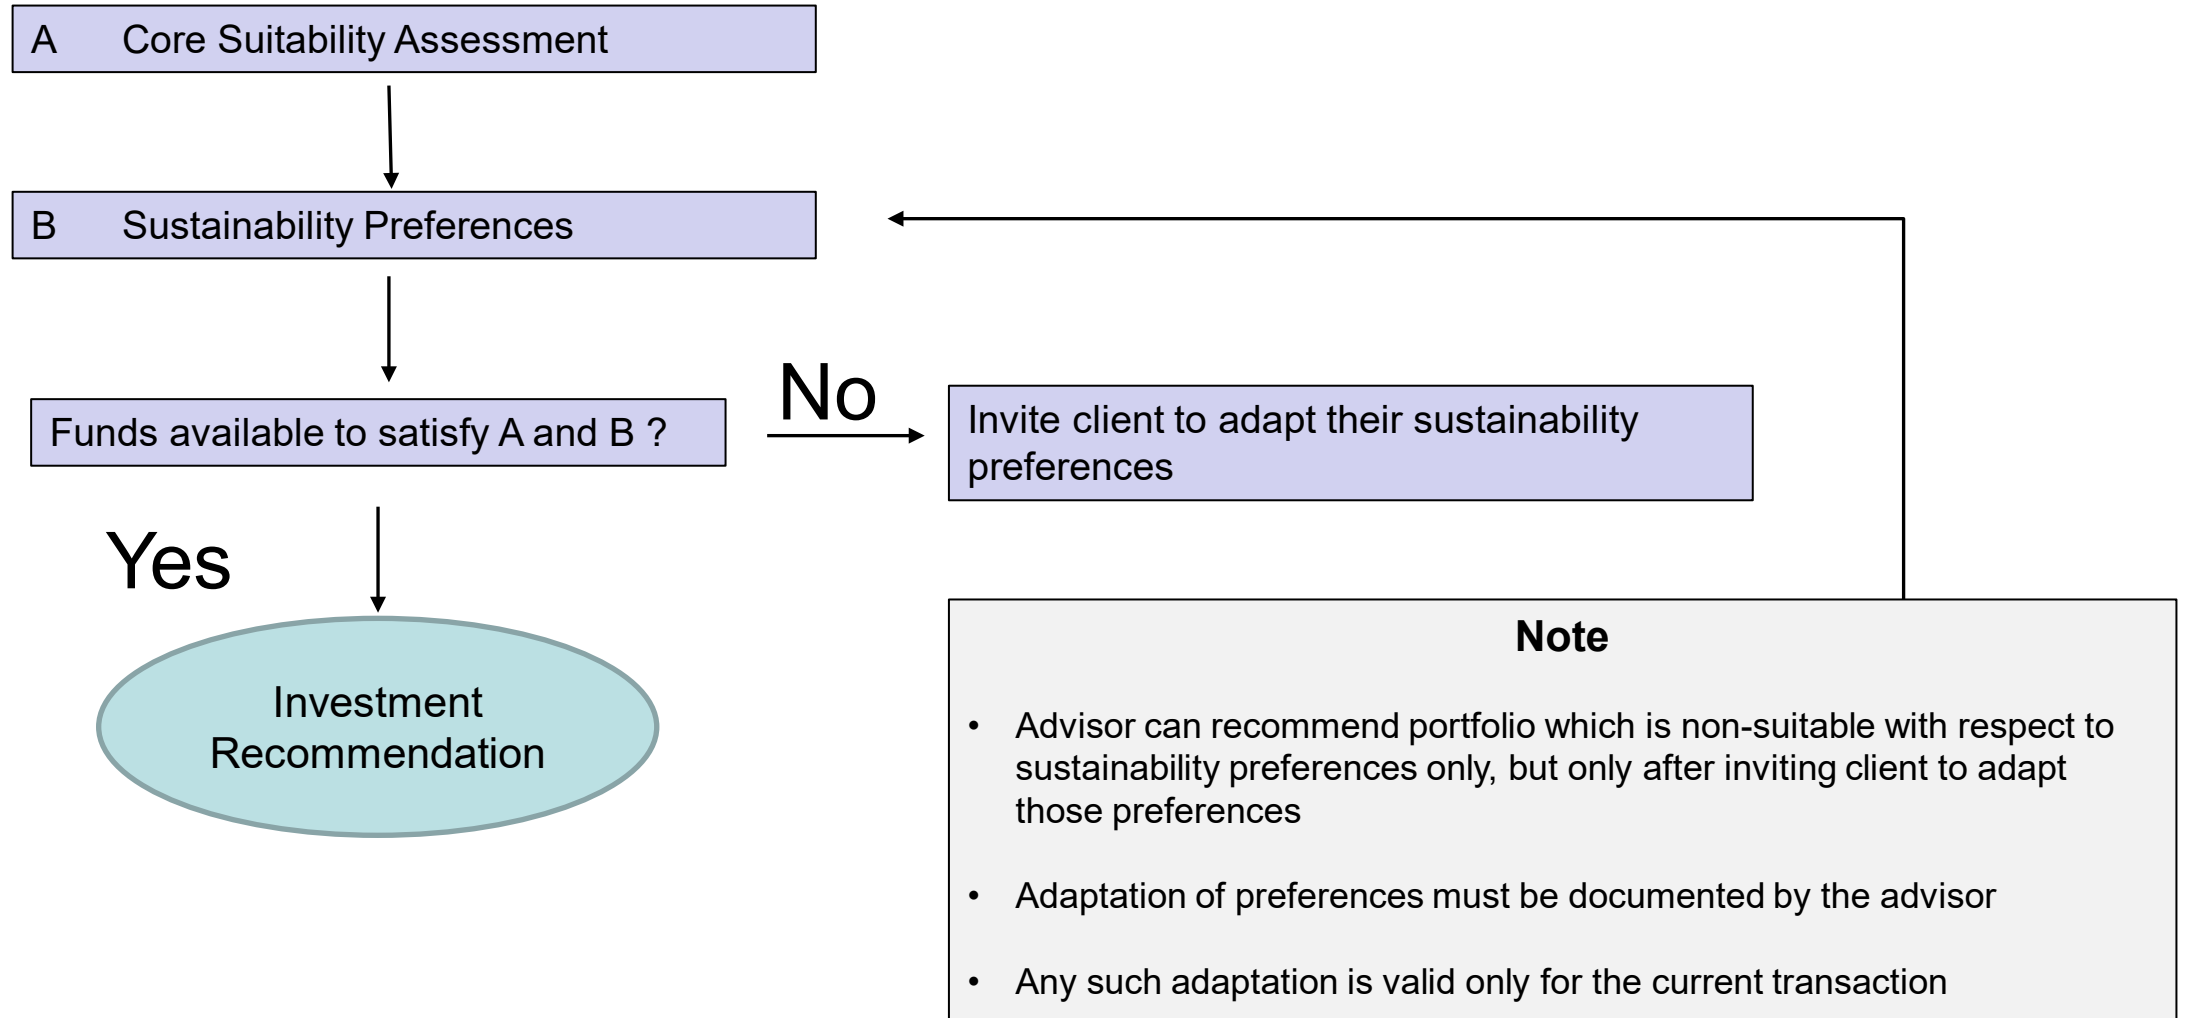 A Core Suitability Assessment
B Sustainability Preferences
Funds available to satisfy A and B ?
No
Invite client to adapt their sustainability
preferences
Yes
Investment
Recommendation
Note
• Advisor can recommend portfolio which is non-suitable with respect to
sustainability preferences only, but only after inviting client to adapt
those preferences
• Adaptation of preferences must be documented by the advisor
• Any such adaptation is valid only for the current transaction